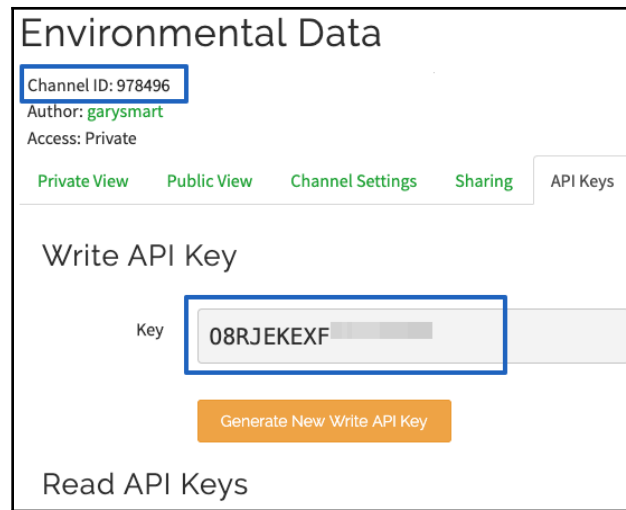 Environmental Data
Channel ID: 978496
Author: garysmart
Access: Private
Private View Public View Channel Settings Sharing API Keys
Write API Key
Key 08RJEKEXF
Generate New Write API Key
Read API Keys